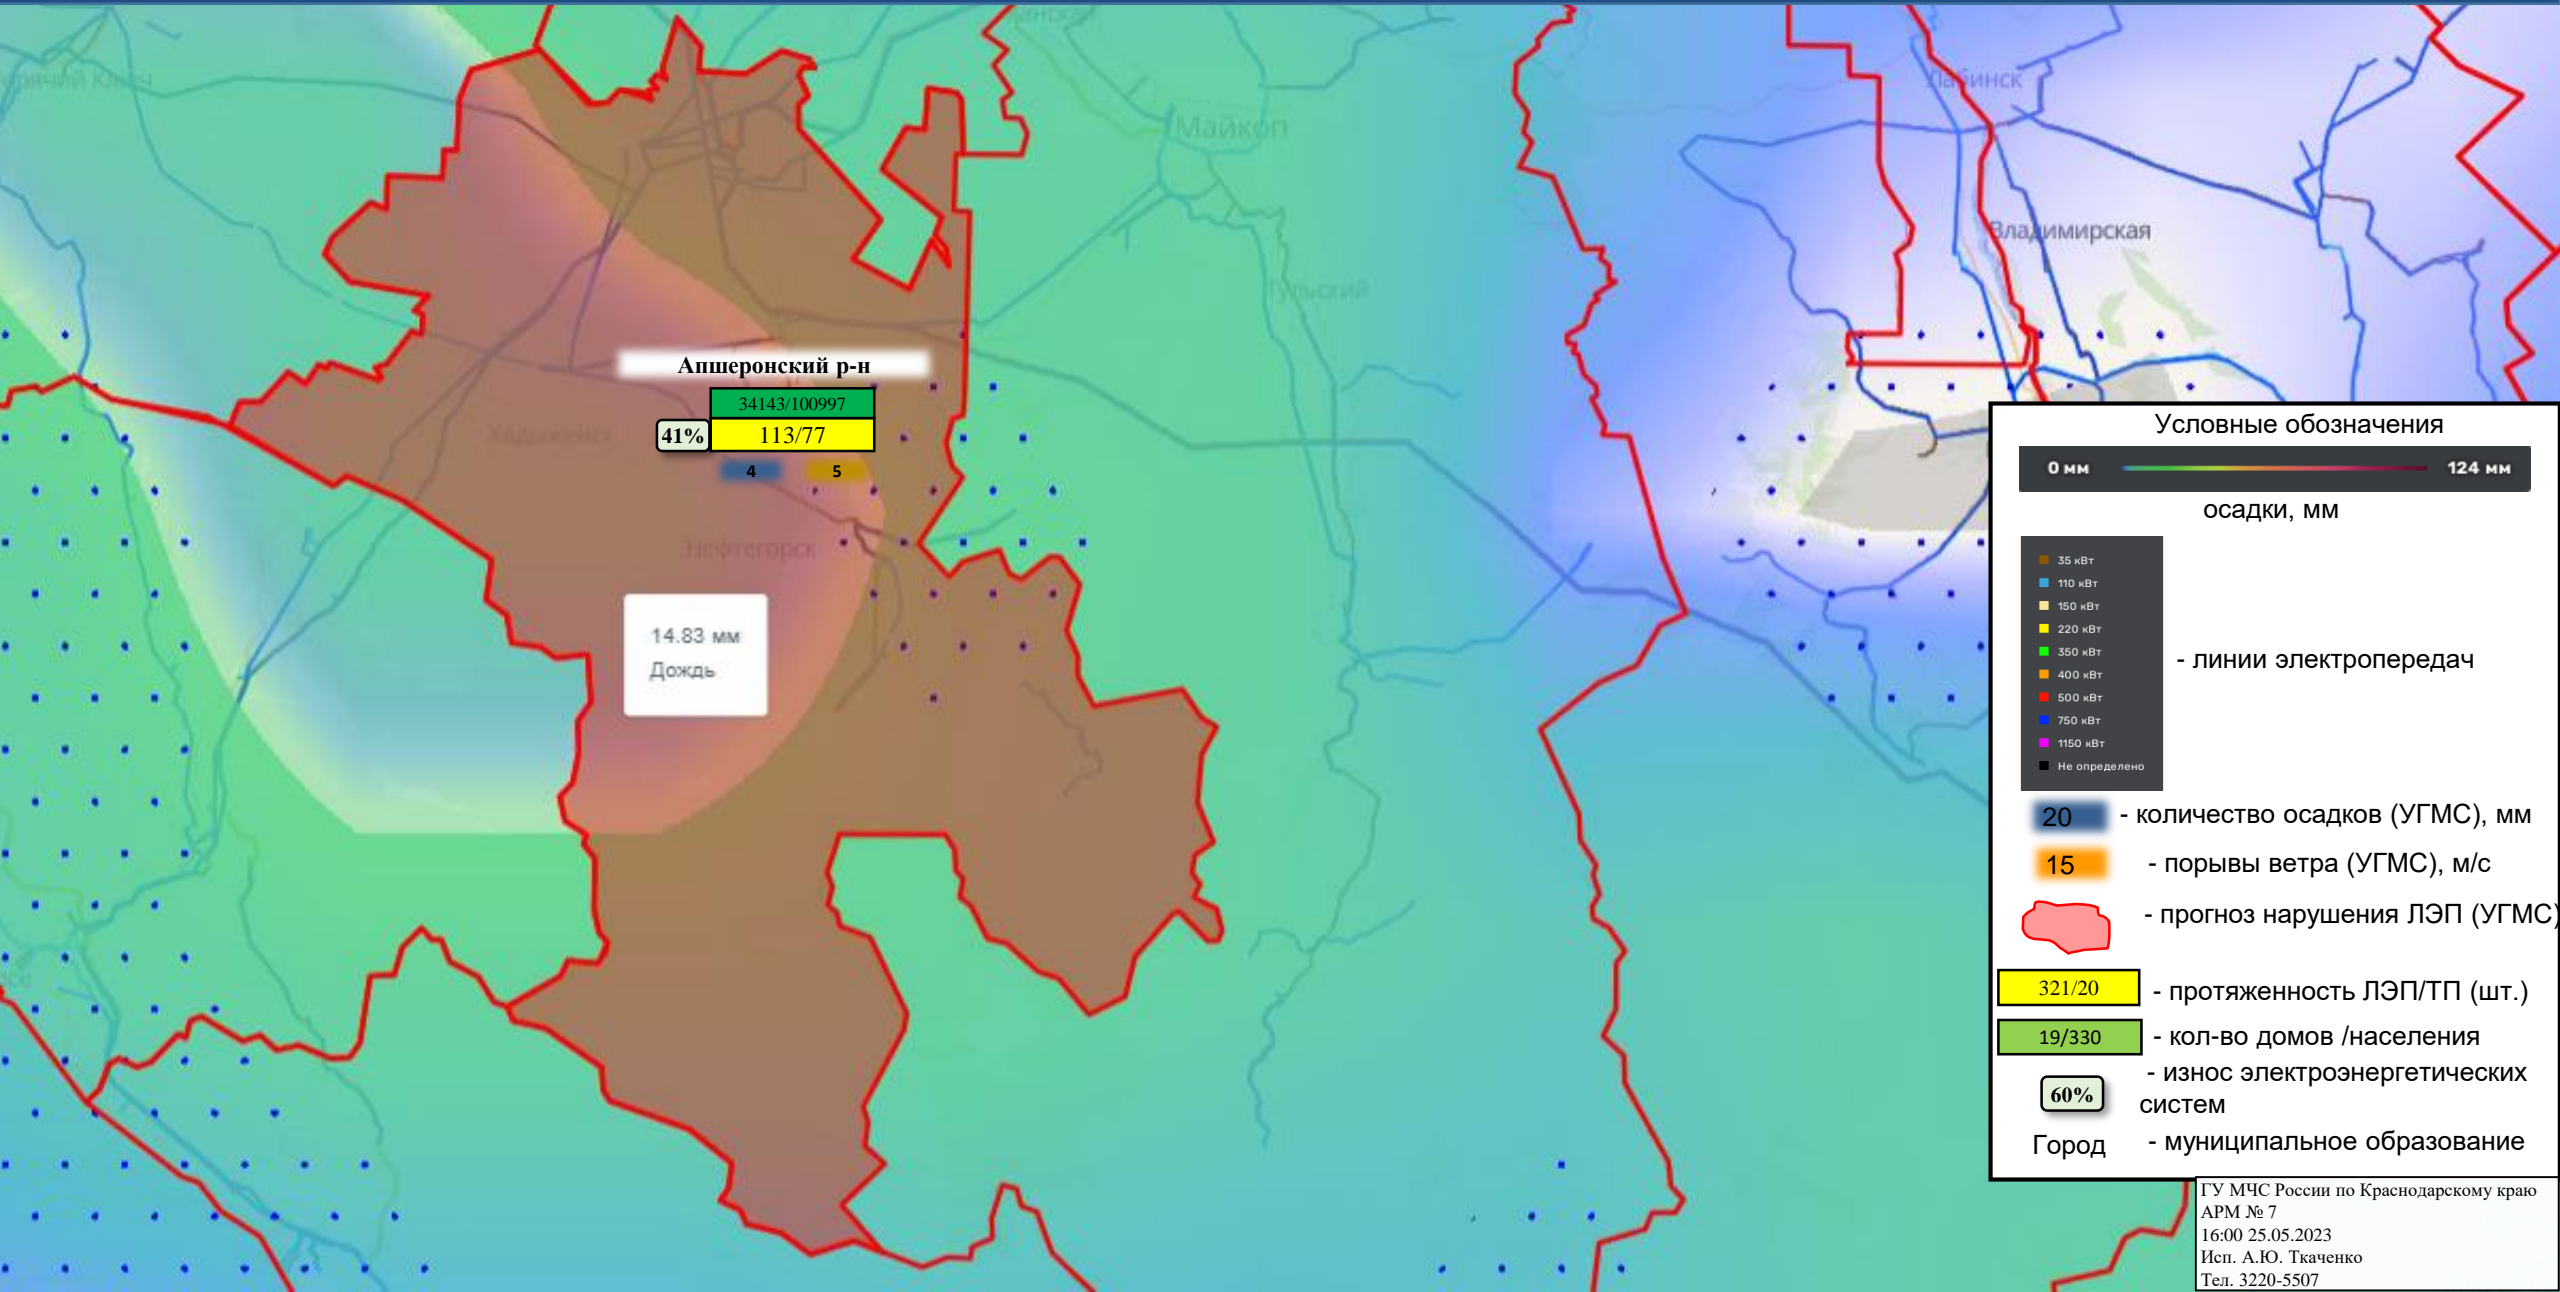 Горячий Ключ
Майкоп
Лабинск
Владимирская
Тульский
Апшеронский р-н
34143/100997
41%
113/77
4
5
Хадыженск
Нефтегорск
14.83 мм
Дождь
Условные обозначения
0 мм
124 мм
осадки, мм
35 кВт
110 кВт
150 кВт
220 кВт
350 кВт
400 кВт
500 кВт
750 кВт
1150 кВт
Не определено
- линии электропередач
20 - количество осадков (УГМС), мм
15 - порывы ветра (УГМС), м/с
- прогноз нарушения ЛЭП (УГМС)
321/20 - протяженность ЛЭП/ТП (шт.)
19/330 - кол-во домов /населения
- износ электроэнергетических
60% систем
Город - муниципальное образование
ГУ МЧС России по Краснодарскому краю
АРМ № 7
16:00 25.05.2023
Исп. А.Ю. Ткаченко
Тел. 3220-5507